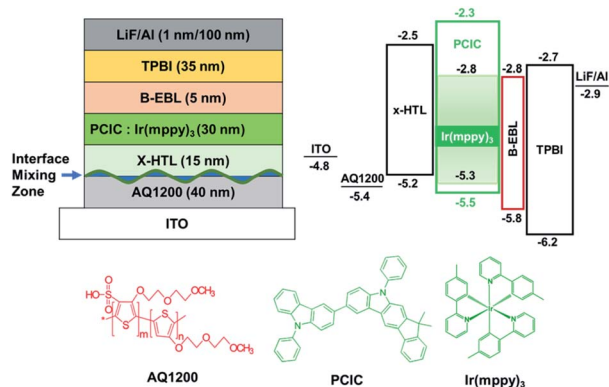 LiF/Al (1 nm/100 nm)
TPBI (35 nm)
B-EBL (5 nm)
PCIC : Ir(mppy)₃ (30 nm)
X-HTL (15 nm)
AQ1200 (40 nm)
ITO
Interface
Mixing
Zone
ITO
-4.8
AQ1200
-5.4
-2.5
x-HTL
-5.2
-2.3
PCIC
-2.8
Ir(mppy)₃
-5.3
-5.5
-2.8
B-EBL
-5.8
-2.7
TPBI
-6.2
LiF/Al
-2.9
HO
S
O
O
O
O
O
OCH₃
S
*
m
S
n
*
O
O
OCH₃
AQ1200
N
N
PCIC
N
Ir
N
N
Ir(mppy)₃